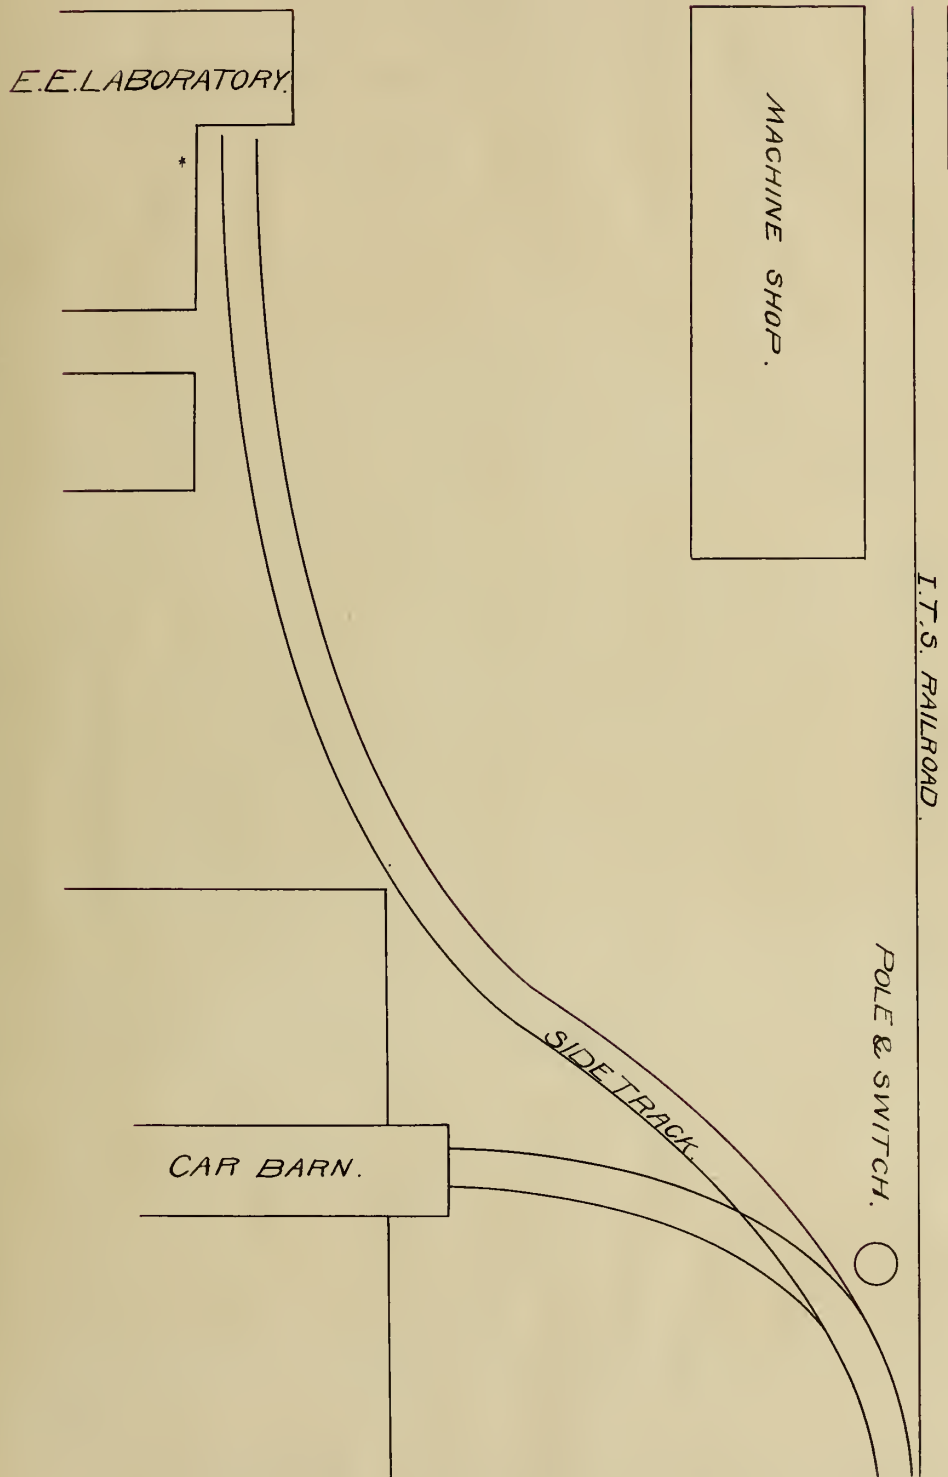 E.E. LABORATORY.
*
MACHINE SHOP.
I.T.S. RAILROAD.
POLE & SWITCH.
SIDE TRACK.
CAR BARN.